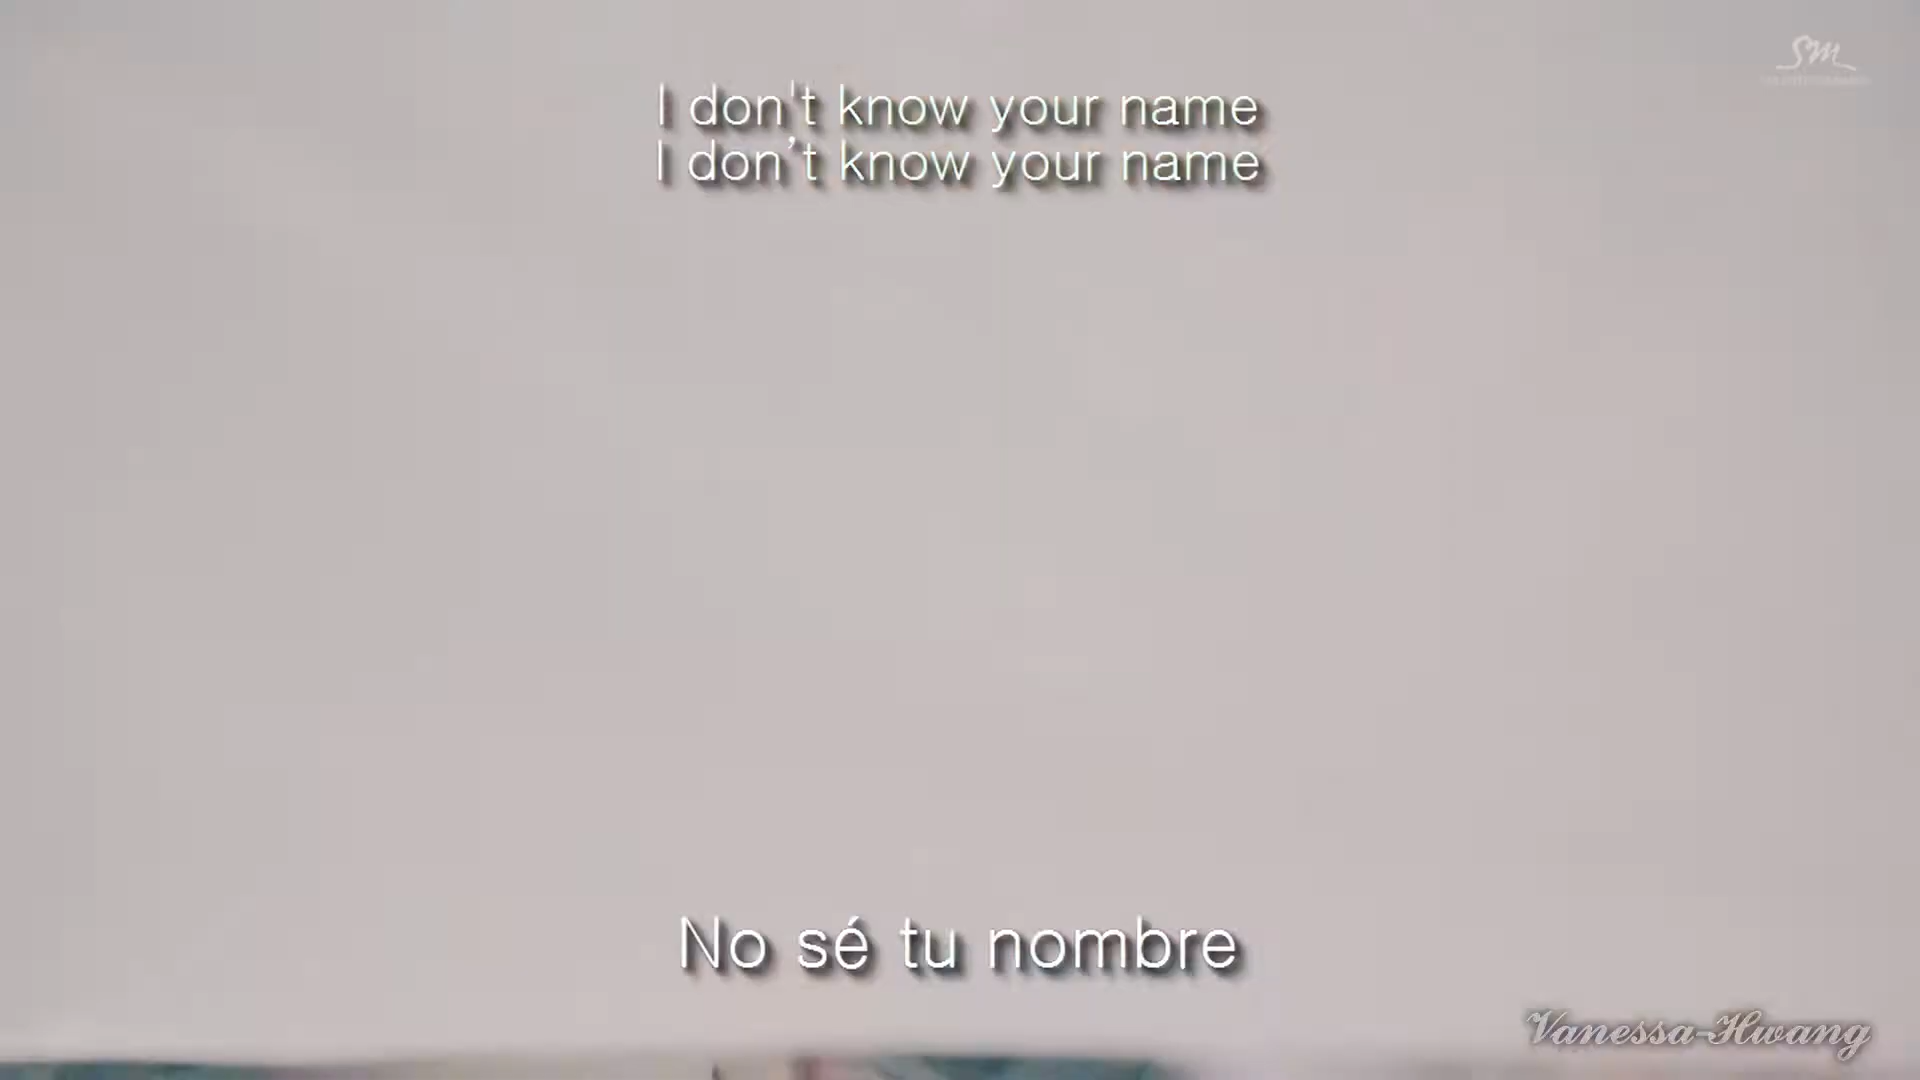 SM
I don't know your name
I don’t know your name
No sé tu nombre
Vanessa-Hwang